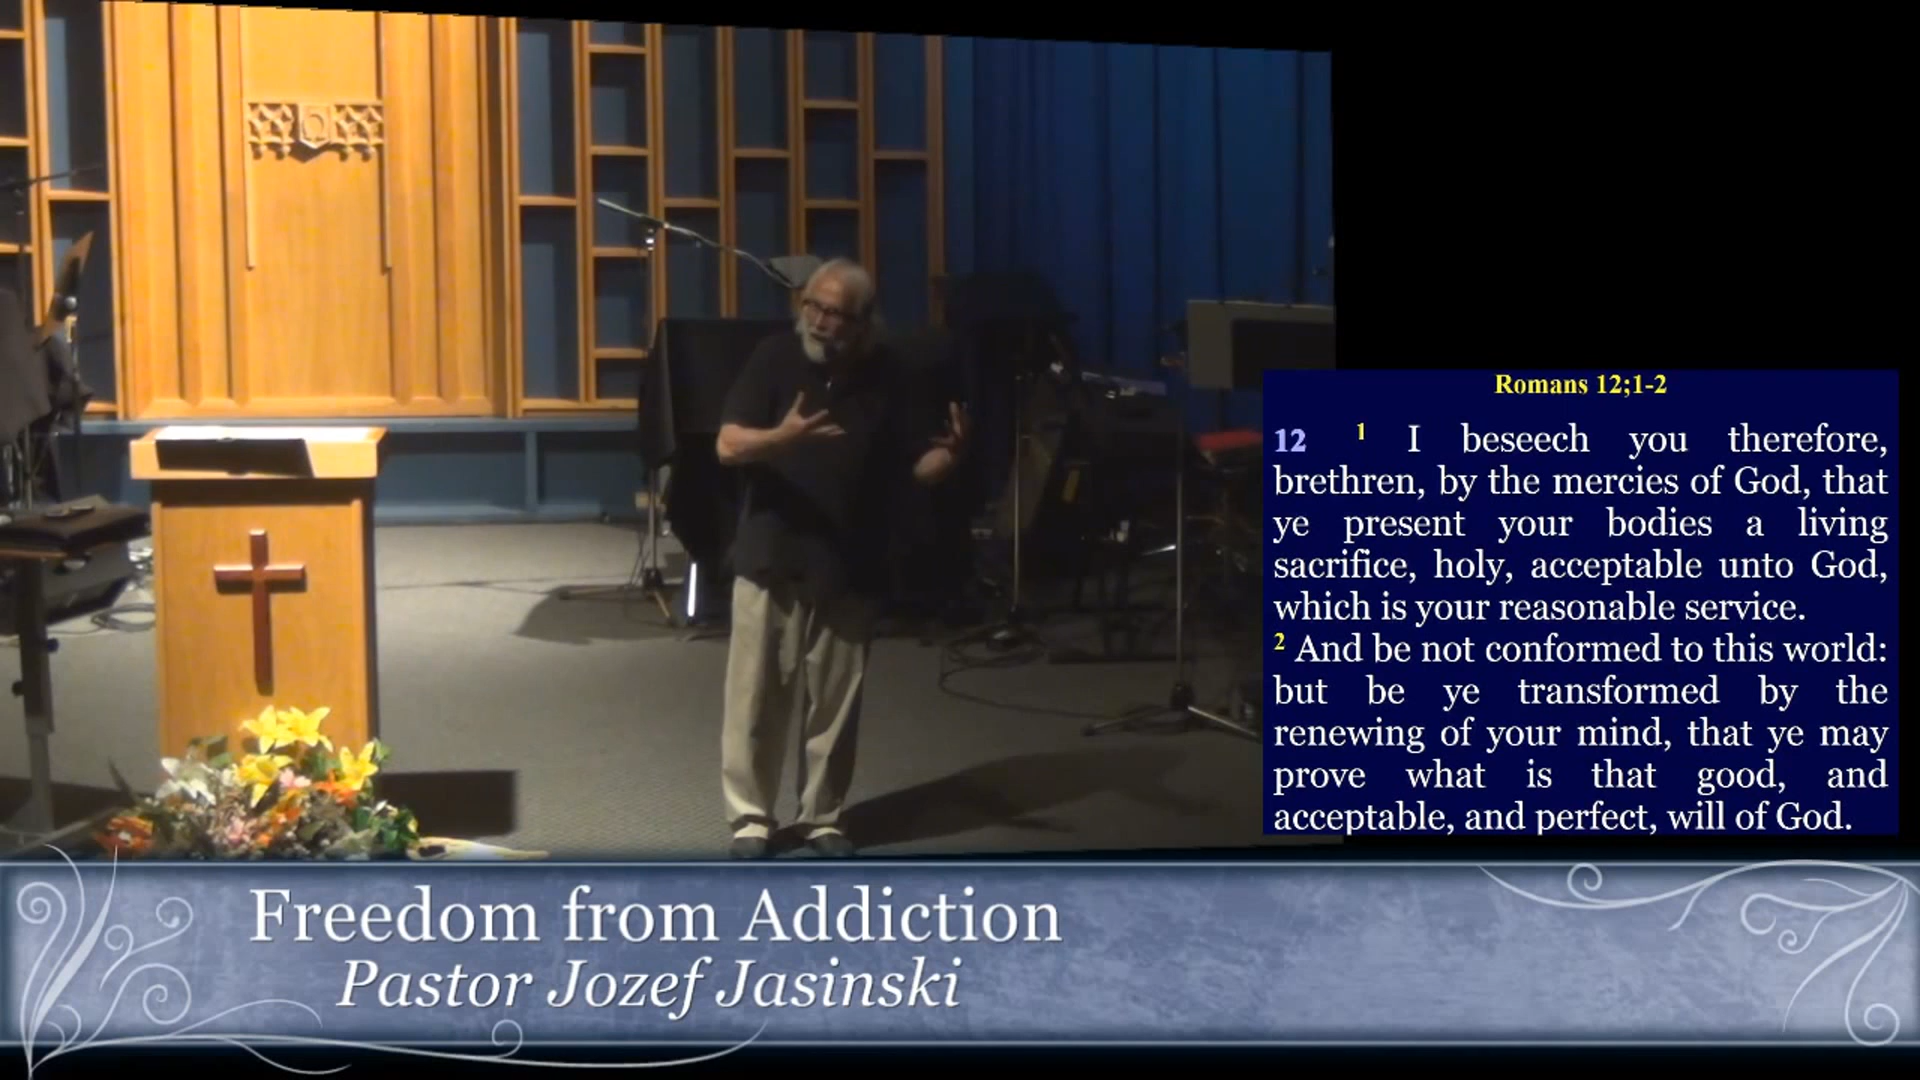 Romans 12;1-2
12 1 I beseech you therefore,
brethren, by the mercies of God, that
ye present your bodies a living
sacrifice, holy, acceptable unto God,
which is your reasonable service.
2 And be not conformed to this world:
but be ye transformed by the
renewing of your mind, that ye may
prove what is that good, and
acceptable, and perfect, will of God.
Freedom from Addiction
Pastor Jozef Jasinski